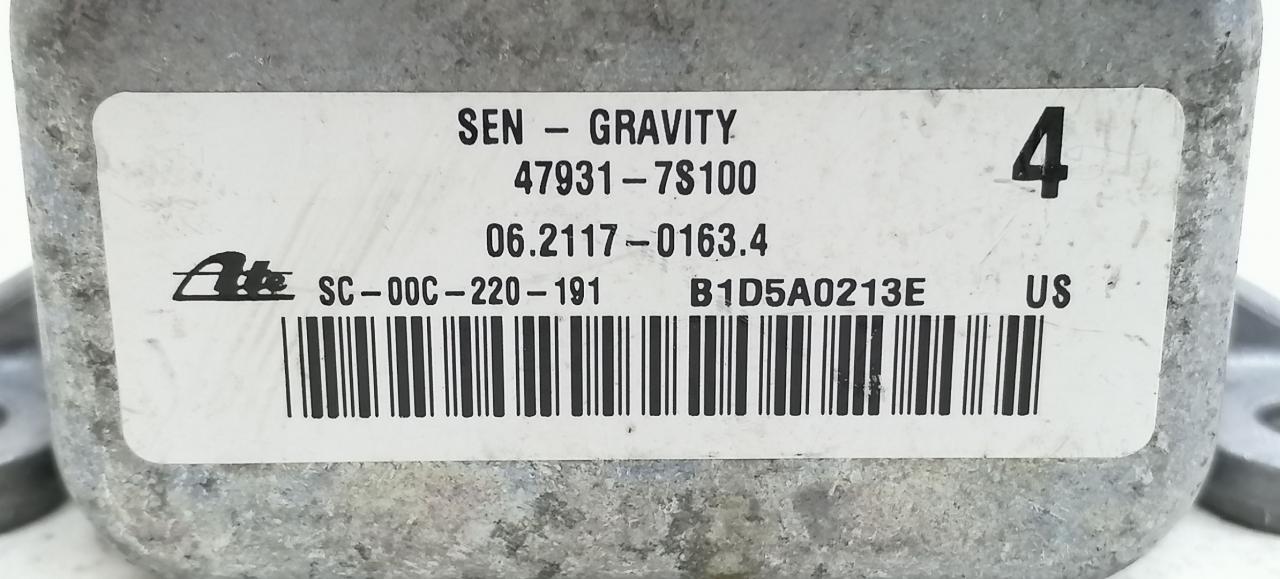 SEN - GRAVITY 4
47931-7S100
06.2117-0163.4
Ate SC-00C-220-191 B1D5A0213E US